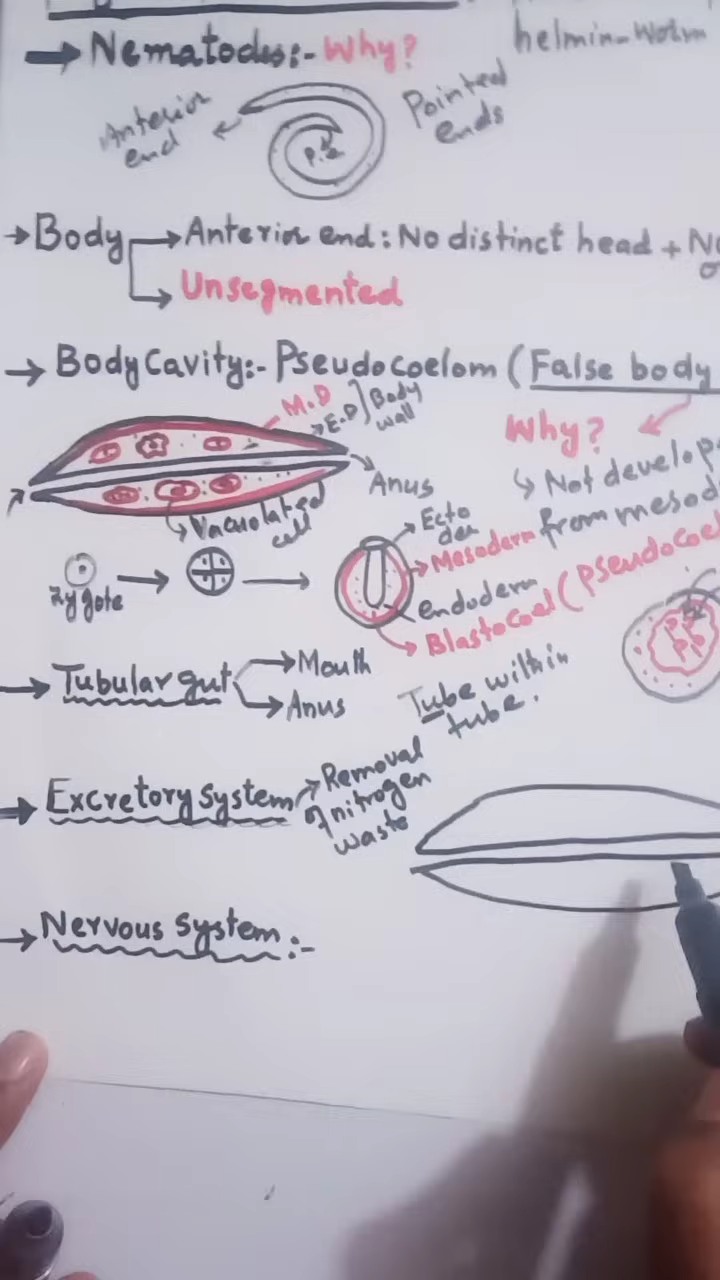 helmin-worm
→ Nematodes:- Why?
Anterior end
Pointed ends
→ Body → Anterior end: No distinct head + No
→ Unsegmented
→ Body Cavity:- Pseudocoelom (False body
M.D
E.D } Body wall
Why?
Anus
↳ Not develop
from mesod
Vacuolated cell
Ecto der
Mesoderm
Zygote
endoderm
Blastocoel (Pseudocoel
→ Tubular gut → Mouth
→ Anus
Tube within tube.
→ Excretory system → Removal of nitrogen waste
→ Nervous system:-